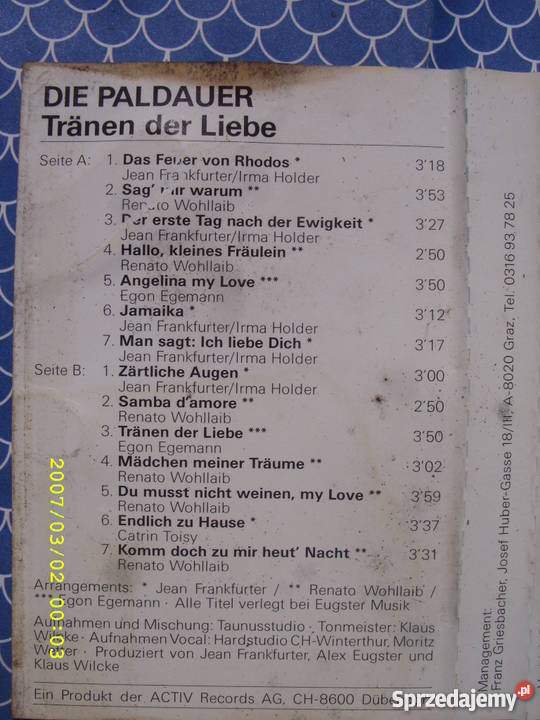 DIE PALDAUER
Tränen der Liebe
Seite A: 1. Das Feuer von Rhodos * 3'18
Jean Frankfurter/Irma Holder
2. Sag' mir warum ** 3'53
Renato Wohllaib
3. Der erste Tag nach der Ewigkeit * 3'27
Jean Frankfurter/Irma Holder
4. Hallo, kleines Fräulein ** 2'50
Renato Wohllaib
5. Angelina my Love *** 3'50
Egon Egemann
6. Jamaika * 3'12
Jean Frankfurter/Irma Holder
7. Man sagt: Ich liebe Dich * 3'17
Jean Frankfurter/Irma Holder
Seite B: 1. Zärtliche Augen * 3'00
Jean Frankfurter/Irma Holder
2. Samba d'amore ** 2'50
Renato Wohllaib
3. Tränen der Liebe *** 3'50
Egon Egemann
4. Mädchen meiner Träume ** 3'02
Renato Wohllaib
5. Du musst nicht weinen, my Love ** 3'59
Renato Wohllaib
6. Endlich zu Hause * 3'37
Catrin Toisy
7. Komm doch zu mir heut' Nacht ** 3'31
Renato Wohllaib
Arrangements: * Jean Frankfurter / ** Renato Wohllaib /
*** Egon Egemann · Alle Titel verlegt bei Eugster Musik
Aufnahmen und Mischung: Taunusstudio · Tonmeister: Klaus
Wilcke · Aufnahmen Vocal: Hardstudio CH-Winterthur, Moritz
· Produziert von Jean Frankfurter, Alex Eugster und
Klaus Wilcke
Ein Produkt der ACTIV Records AG, CH-8600
Management:
Franz Griesbacher, Josef Huber-Gasse 18/III, A-8020 Graz, Tel. 0316 93 78 25
2007/03/02
Sprzedajemy.pl